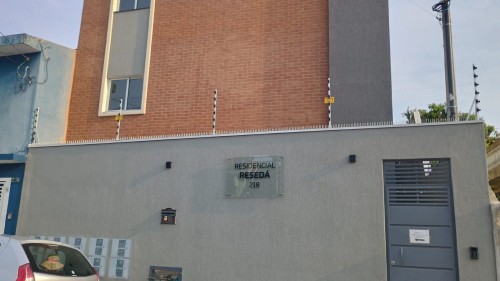 RESIDENCIAL
RESEDÁ
218